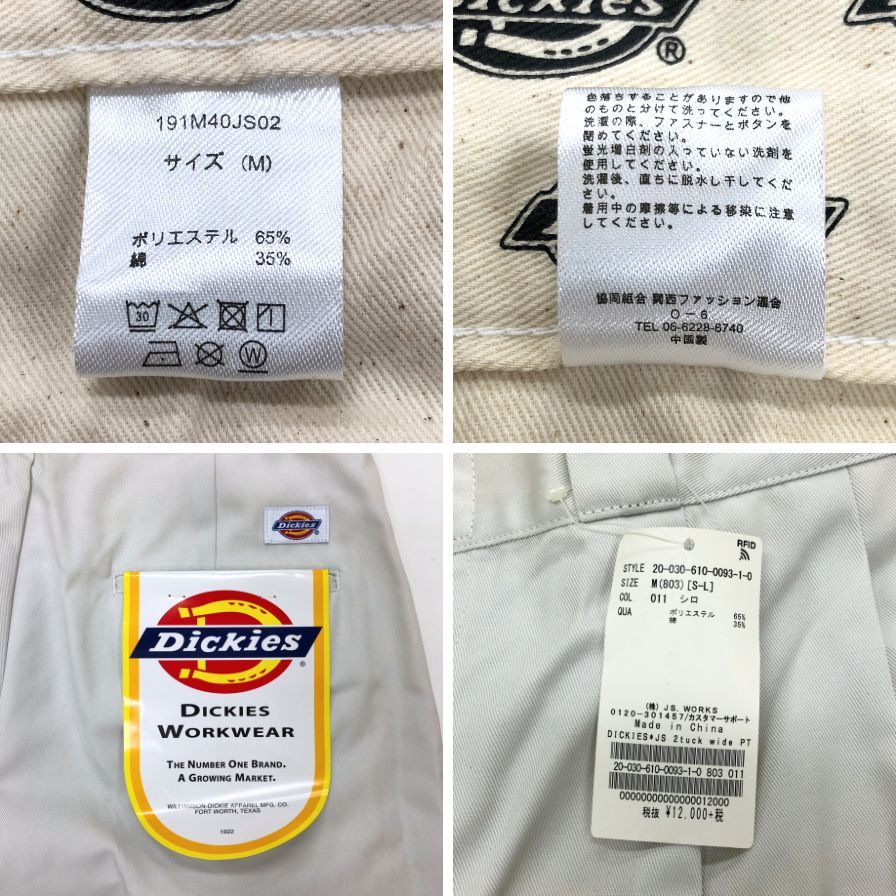 191M40JS02
サイズ (M)
ポリエステル 65%
綿 35%
30
W
Dickies
®
色落ちすることがありますので他
のものと分けて洗ってください。
洗濯の際、ファスナーとボタンを
閉めてください。
蛍光増白剤の入っていない洗剤を
使用してください。
洗濯後、直ちに脱水し干してくださ
い。
着用中の摩擦等による移染に注意
してください。
協同組合 関西ファッション連合
O-6
TEL 06-6228-6740
中国製
Dickies
Dickies
®
DICKIES
WORKWEAR
THE NUMBER ONE BRAND.
A GROWING MARKET.
WILLIAMSON-DICKIE APPAREL MFG. CO.
FORT WORTH, TEXAS
1922
RFID
STYLE 20-030-610-0093-1-0
SIZE M(803)[S-L]
COL 011 シロ
QUA ポリエステル 65%
綿 35%
(株) JS. WORKS
0120-301457/カスタマーサポート
Made in China
DICKIES*JS 2tuck wide PT
20-030-610-0093-1-0 803 011
00000000000000012000
税抜 ¥12,000+税